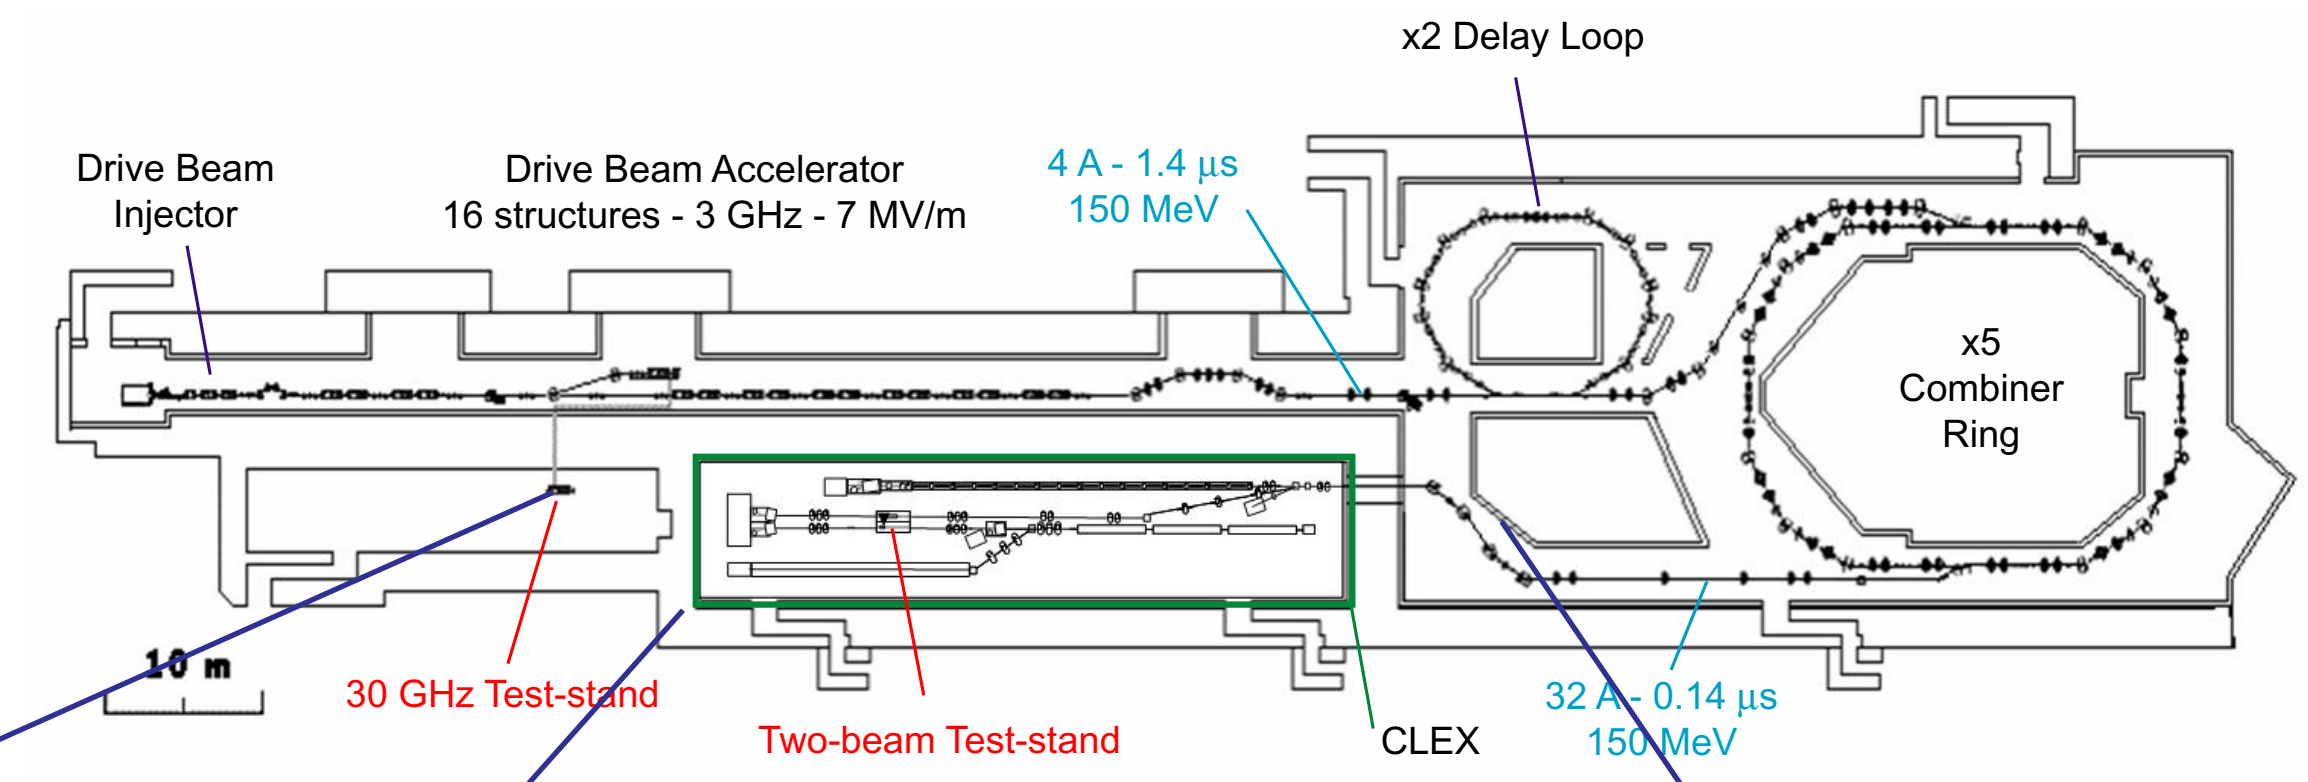 x2 Delay Loop
Drive Beam
Injector
Drive Beam Accelerator
16 structures - 3 GHz - 7 MV/m
4 A - 1.4 μs
150 MeV
x5
Combiner
Ring
10 m
30 GHz Test-stand
Two-beam Test-stand
CLEX
32 A - 0.14 μs
150 MeV